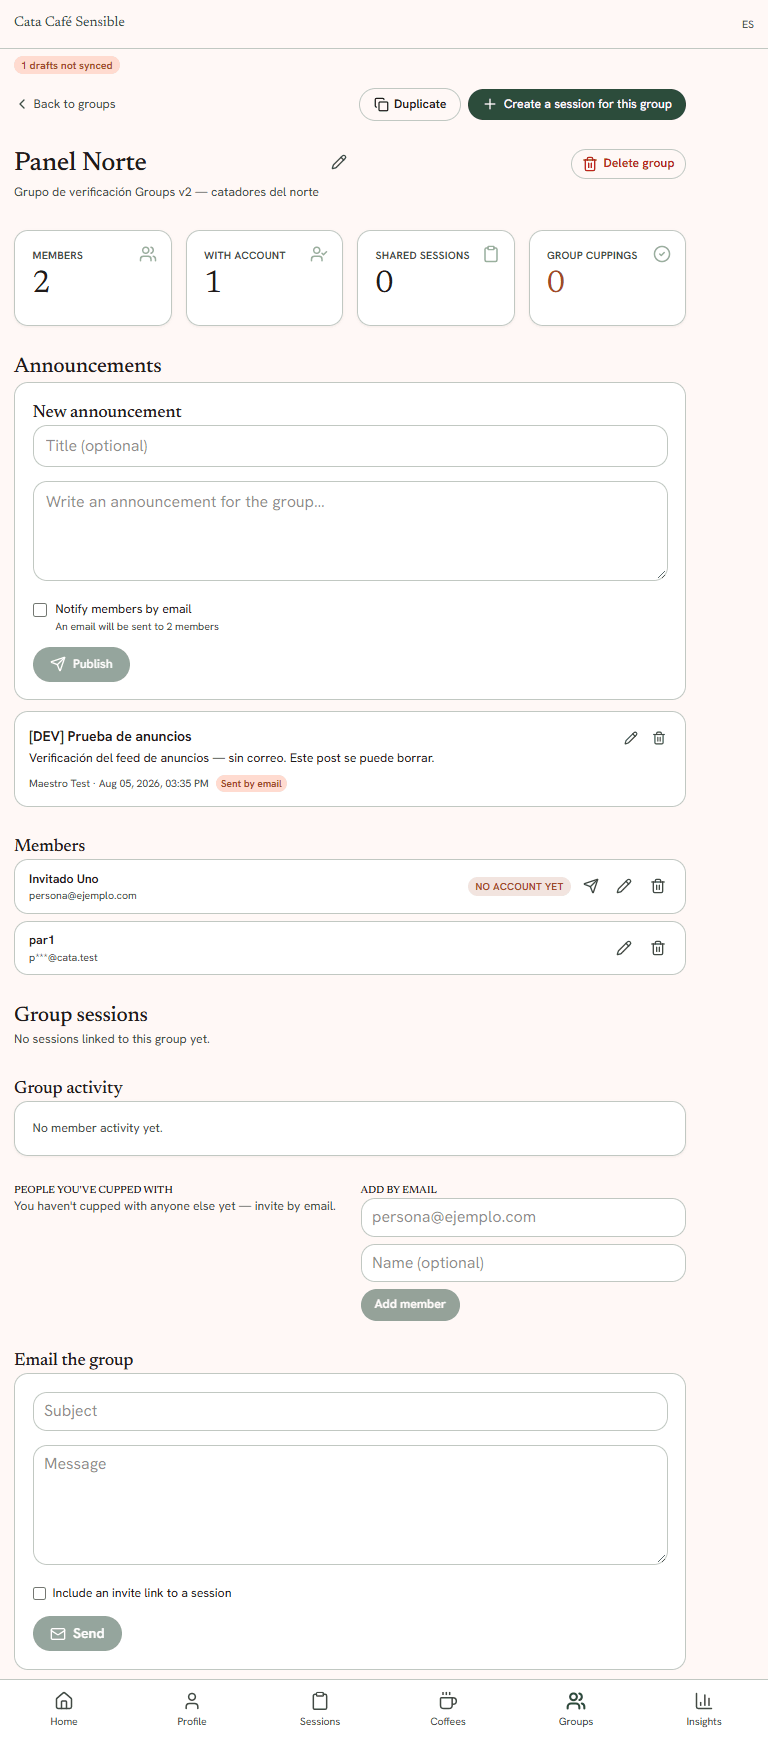 Cata Café Sensible
ES
1 drafts not synced
Back to groups
Duplicate
Create a session for this group
Panel Norte
Delete group
Grupo de verificación Groups v2 — catadores del norte
MEMBERS
2
WITH ACCOUNT
1
SHARED SESSIONS
0
GROUP CUPPINGS
0
Announcements
New announcement
Title (optional)
Write an announcement for the group...
Notify members by email
An email will be sent to 2 members
Publish
[DEV] Prueba de anuncios
Verificación del feed de anuncios — sin correo. Este post se puede borrar.
Maestro Test · Aug 05, 2026, 03:35 PM
Sent by email
Members
Invitado Uno
persona@ejemplo.com
NO ACCOUNT YET
par1
p***@cata.test
Group sessions
No sessions linked to this group yet.
Group activity
No member activity yet.
PEOPLE YOU'VE CUPPED WITH
You haven't cupped with anyone else yet — invite by email.
ADD BY EMAIL
persona@ejemplo.com
Name (optional)
Add member
Email the group
Subject
Message
Include an invite link to a session
Send
Home
Profile
Sessions
Coffees
Groups
Insights